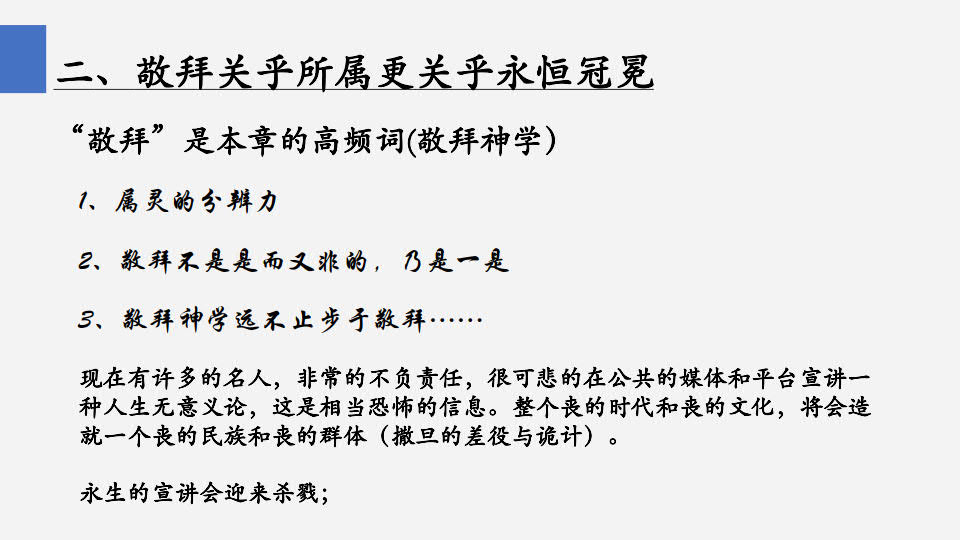 二、敬拜关乎所属更关乎永恒冠冕
“敬拜”是本章的高频词(敬拜神学）
1、属灵的分辨力
2、敬拜不是是而又非的，乃是一是
3、敬拜神学远不止步于敬拜……
现在有许多的名人，非常的不负责任，很可悲的在公共的媒体和平台宣讲一
种人生无意义论，这是相当恐怖的信息。整个丧的时代和丧的文化，将会造
就一个丧的民族和丧的群体（撒旦的差役与诡计）。
永生的宣讲会迎来杀戮；